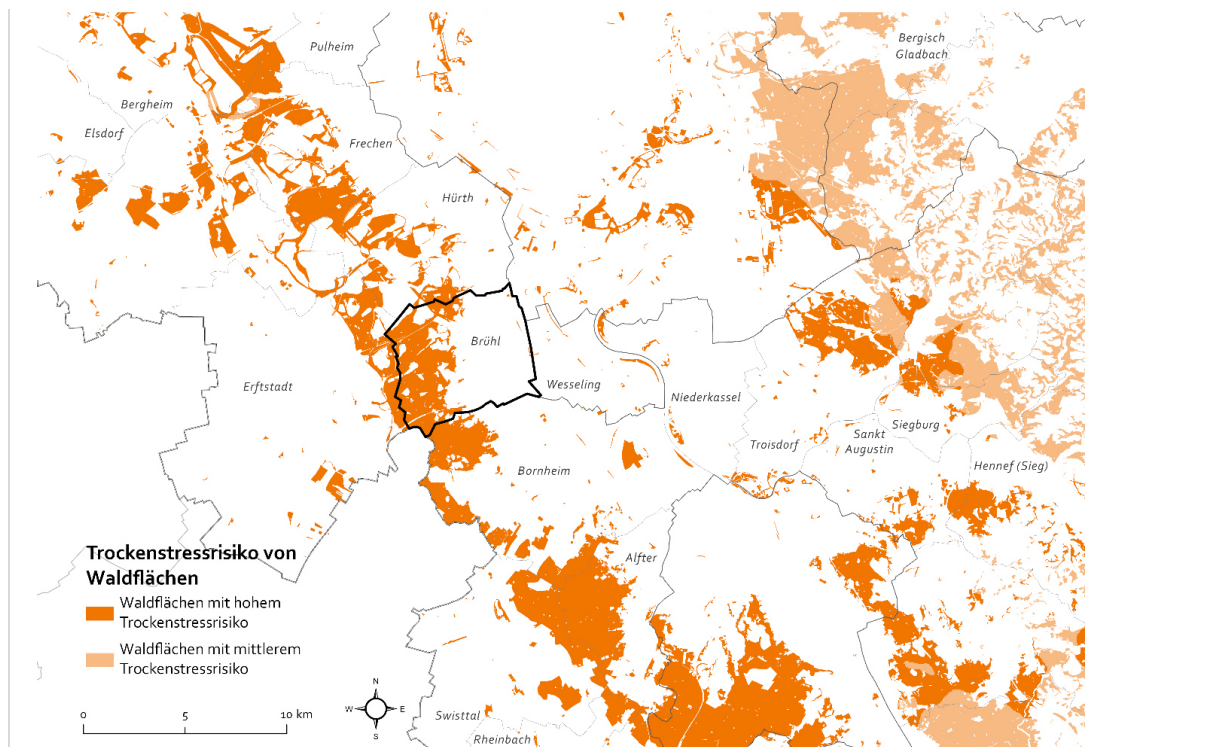 Pulheim
Bergisch
Gladbach
Bergheim
Elsdorf
Frechen
Hürth
Brühl
Erftstadt
Wesseling
Niederkassel
Troisdorf
Sankt
Augustin
Siegburg
Hennef (Sieg)
Bornheim
Alfter
Swisttal
Rheinbach
Trockenstressrisiko von
Waldflächen
Waldflächen mit hohem
Trockenstressrisiko
Waldflächen mit mittlerem
Trockenstressrisiko
0 5 10 km
N
W E
S